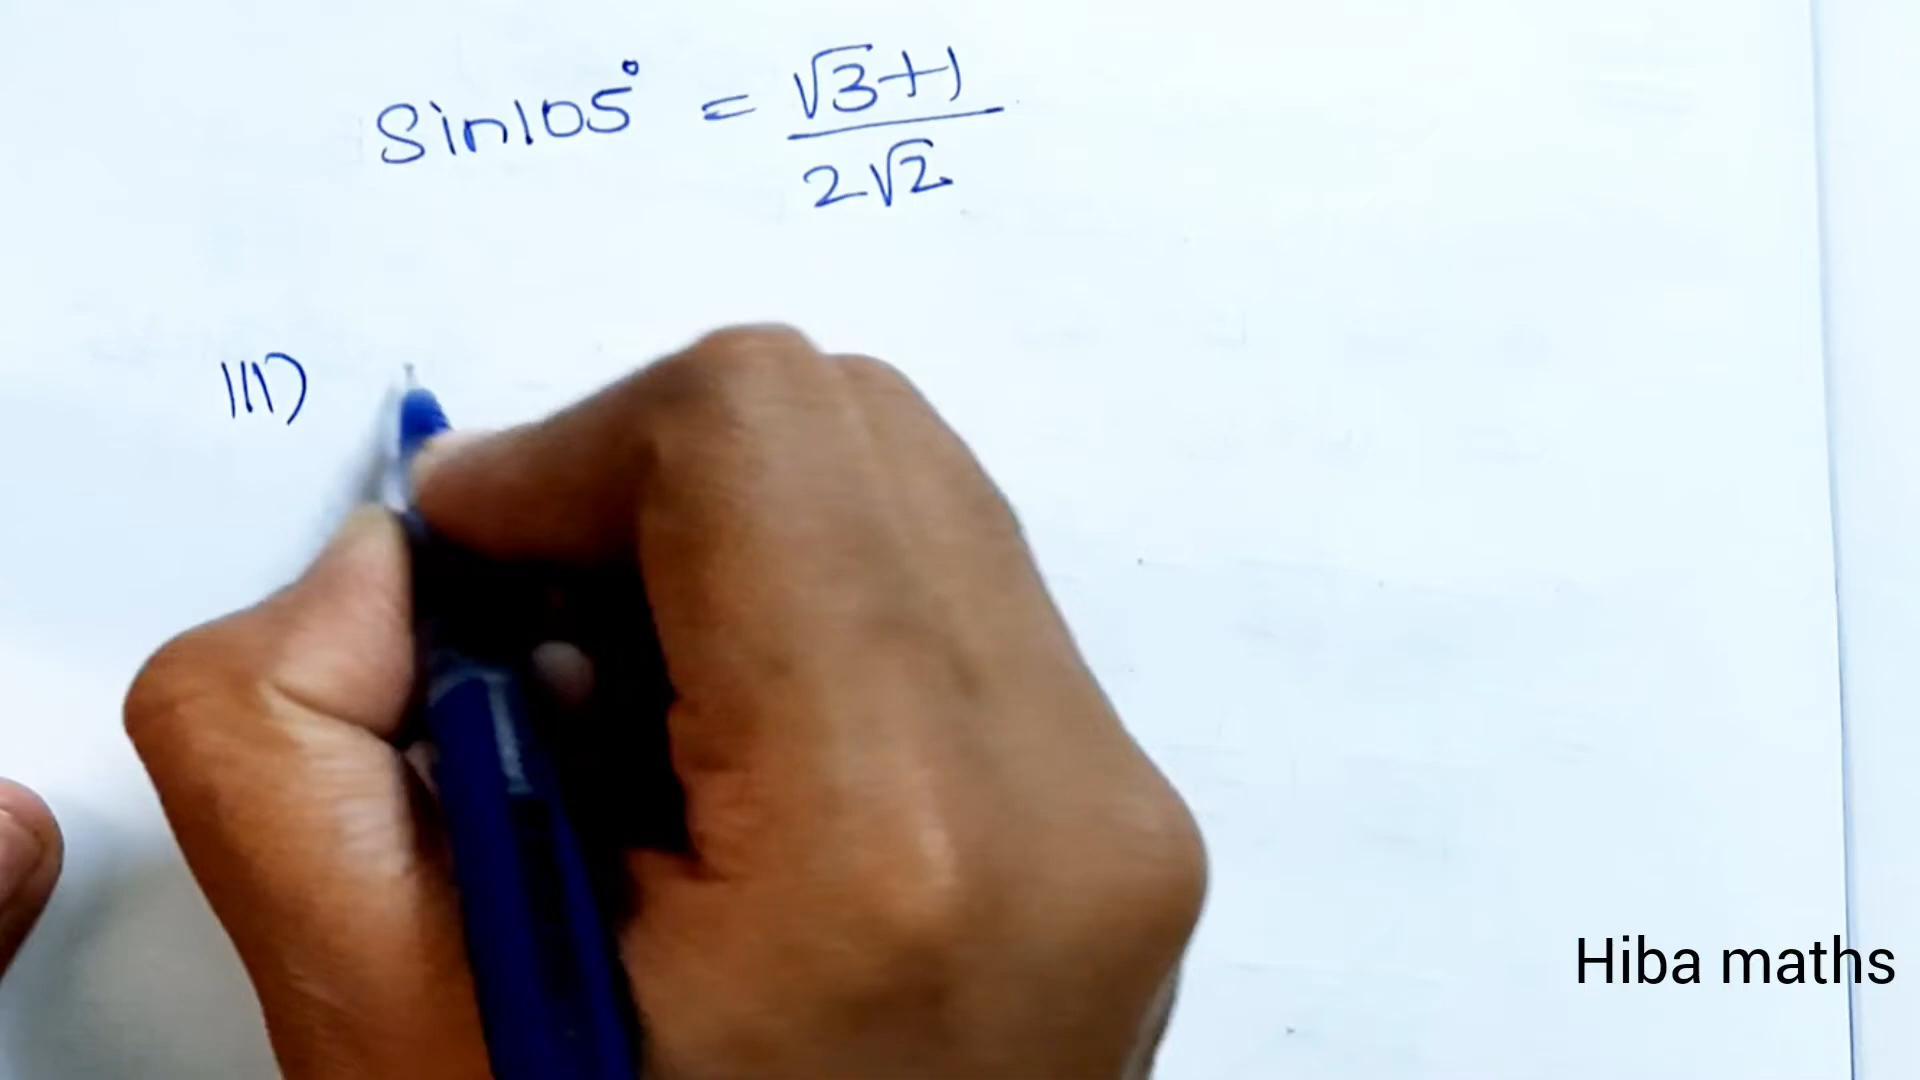 Sin105° = √3+1
2√2
iii)
Hiba maths